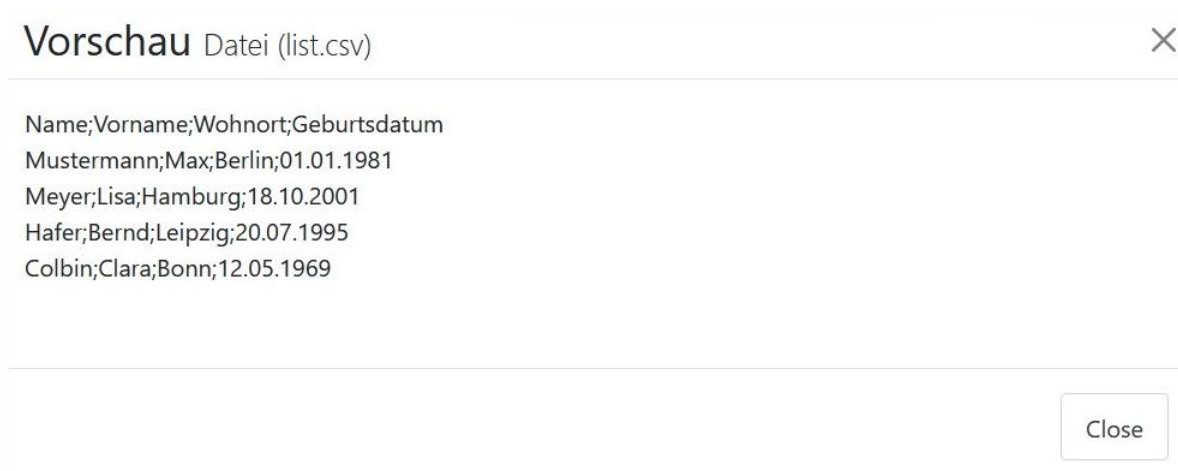 Vorschau Datei (list.csv)
Name;Vorname;Wohnort;Geburtsdatum
Mustermann;Max;Berlin;01.01.1981
Meyer;Lisa;Hamburg;18.10.2001
Hafer;Bernd;Leipzig;20.07.1995
Colbin;Clara;Bonn;12.05.1969
Close